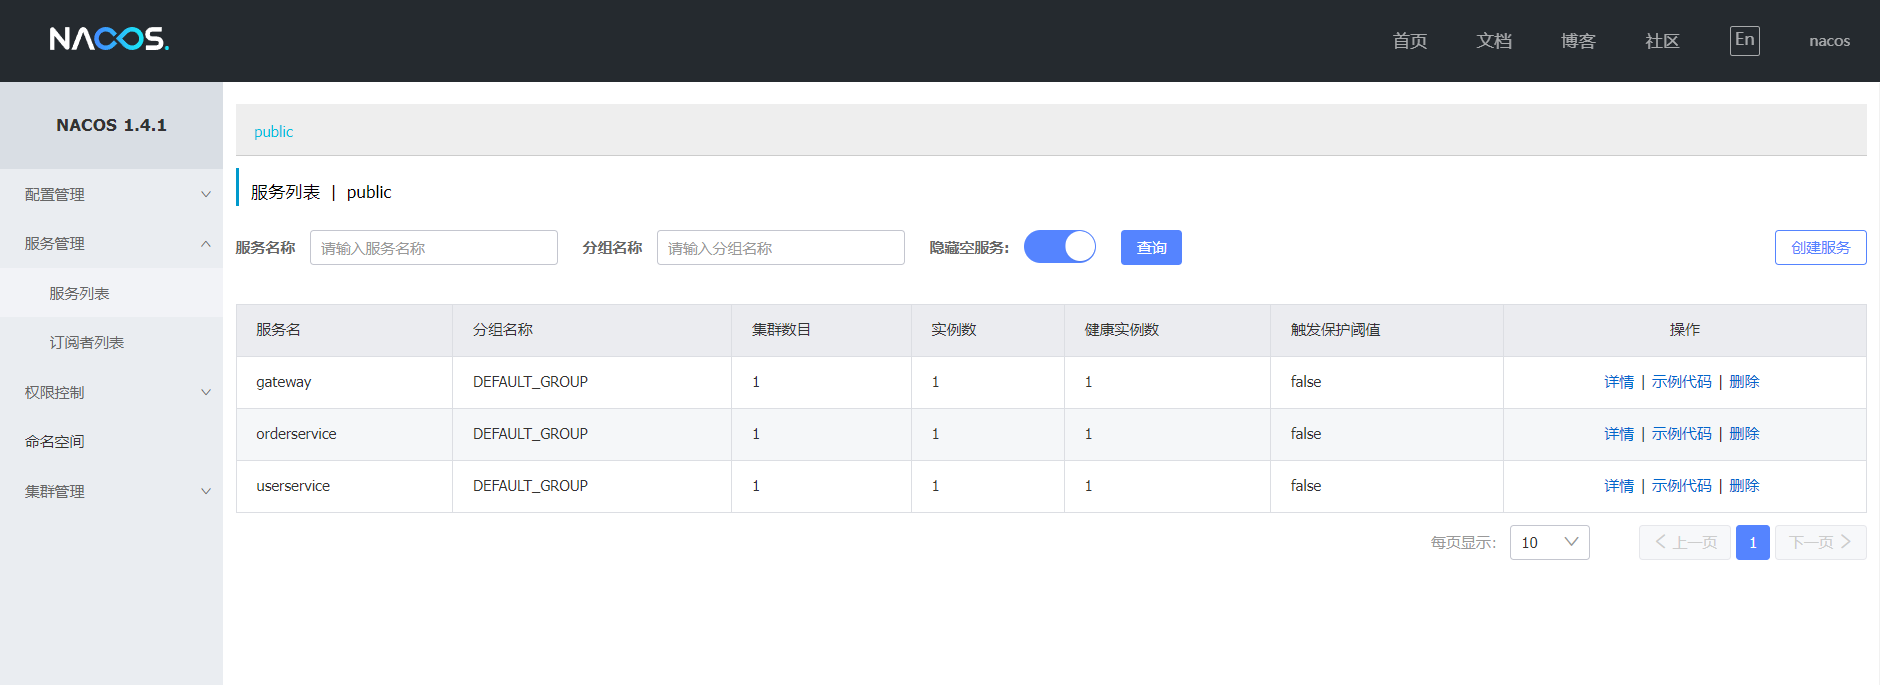 NACOS. 首页 文档 博客 社区 En nacos
NACOS 1.4.1
配置管理
服务管理
服务列表
订阅者列表
权限控制
命名空间
集群管理
public
服务列表 | public
服务名称 请输入服务名称 分组名称 请输入分组名称 隐藏空服务: 查询 创建服务
服务名 分组名称 集群数目 实例数 健康实例数 触发保护阈值 操作
gateway DEFAULT_GROUP 1 1 1 false 详情 | 示例代码 | 删除
orderservice DEFAULT_GROUP 1 1 1 false 详情 | 示例代码 | 删除
userservice DEFAULT_GROUP 1 1 1 false 详情 | 示例代码 | 删除
每页显示: 10 上一页 1 下一页